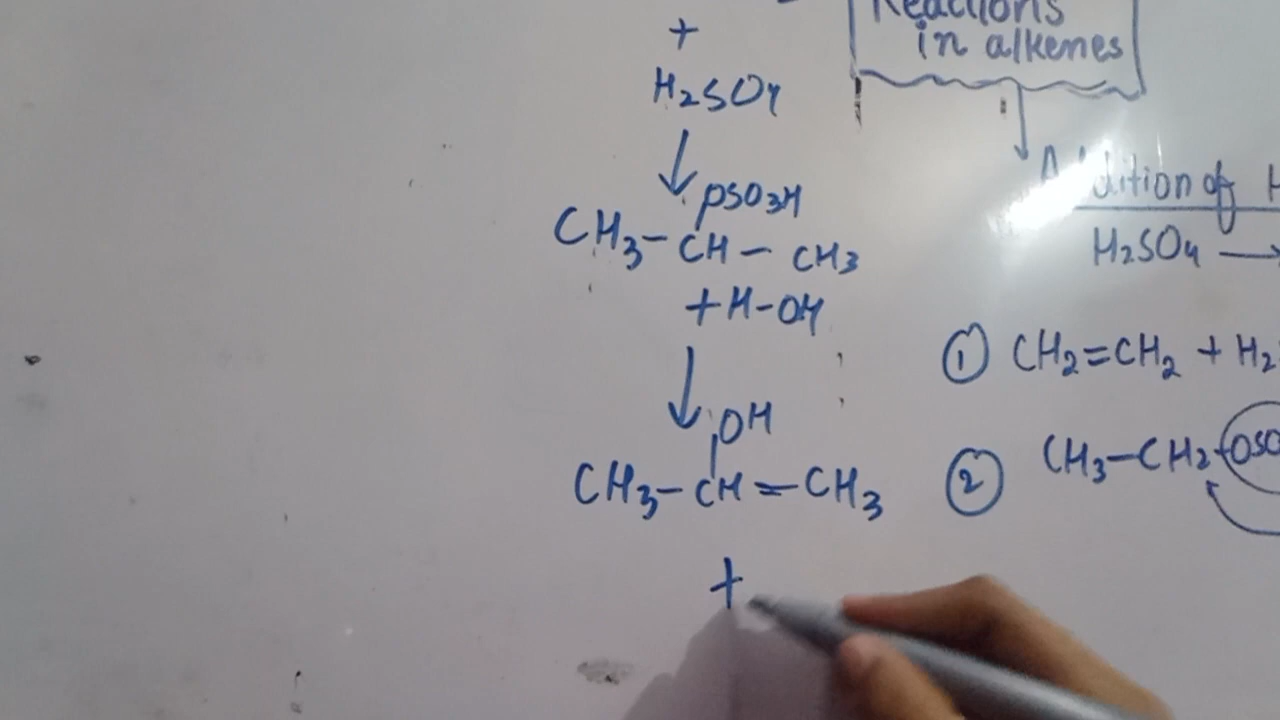 Reactions
in alkenes
+
H₂SO₄
OSO₃H
CH₃-CH-CH₃
+H-OH
OH
CH₃-CH=CH₃
+
Addition of H
H₂SO₄ →
① CH₂=CH₂ + H₂
② CH₃-CH₂-OSO